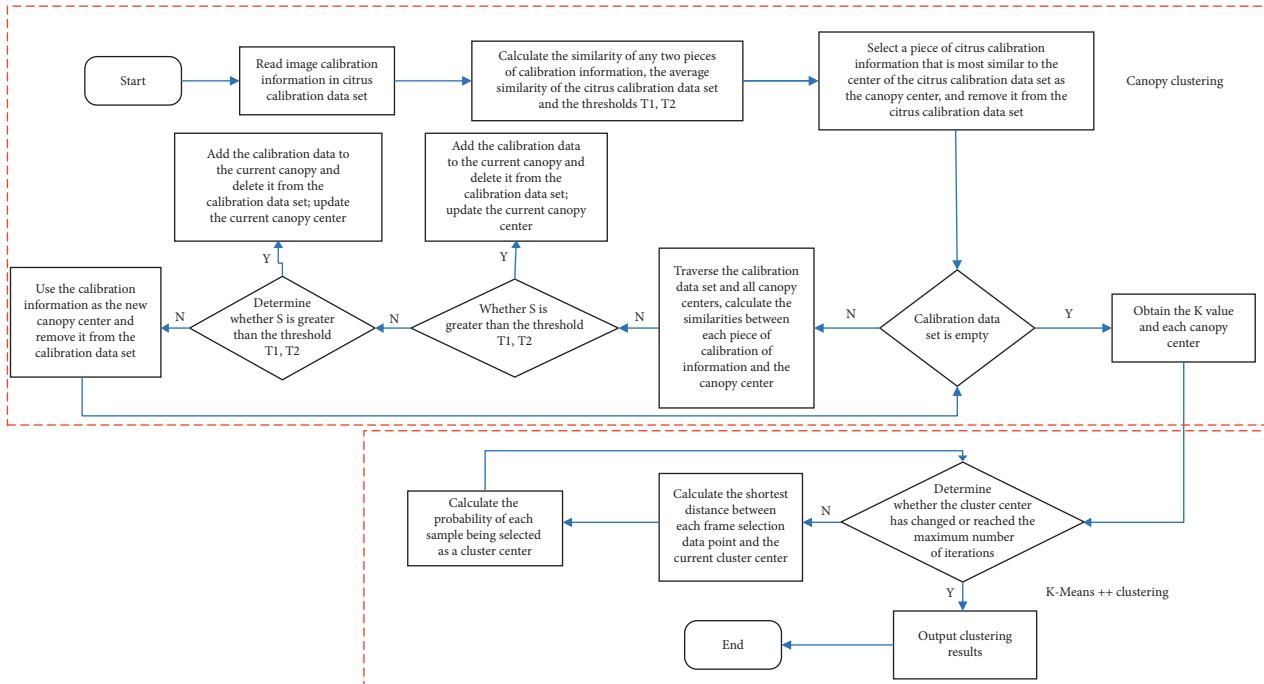 Start
Read image calibration
information in citrus
calibration data set
Calculate the similarity of any two pieces
of calibration information, the average
similarity of the citrus calibration data set
and the thresholds T1, T2
Select a piece of citrus calibration
information that is most similar to the
center of the citrus calibration data set as
the canopy center, and remove it from the
citrus calibration data set
Canopy clustering
Add the calibration data to
the current canopy and
delete it from the
calibration data set; update
the current canopy center
Add the calibration data
to the current canopy
and delete it from the
calibration data set;
update the current canopy
center
Y
Y
Use the calibration
information as the new
canopy center and
remove it from the
calibration data set
N
Determine
whether S is greater
than the threshold
T1, T2
N
Whether S is
greater than the threshold
T1, T2
N
Traverse the calibration
data set and all canopy
centers, calculate the
similarities between
each piece of
calibration of
information and the
canopy center
N
Calibration data
set is empty
Y
Obtain the K value
and each canopy
center
Calculate the
probability of each
sample being selected
as a cluster center
Calculate the shortest
distance between
each frame selection
data point and the
current cluster center
N
Determine
whether the cluster center
has changed or reached the
maximum number
of iterations
Y
K-Means ++ clustering
End
Output clustering
results